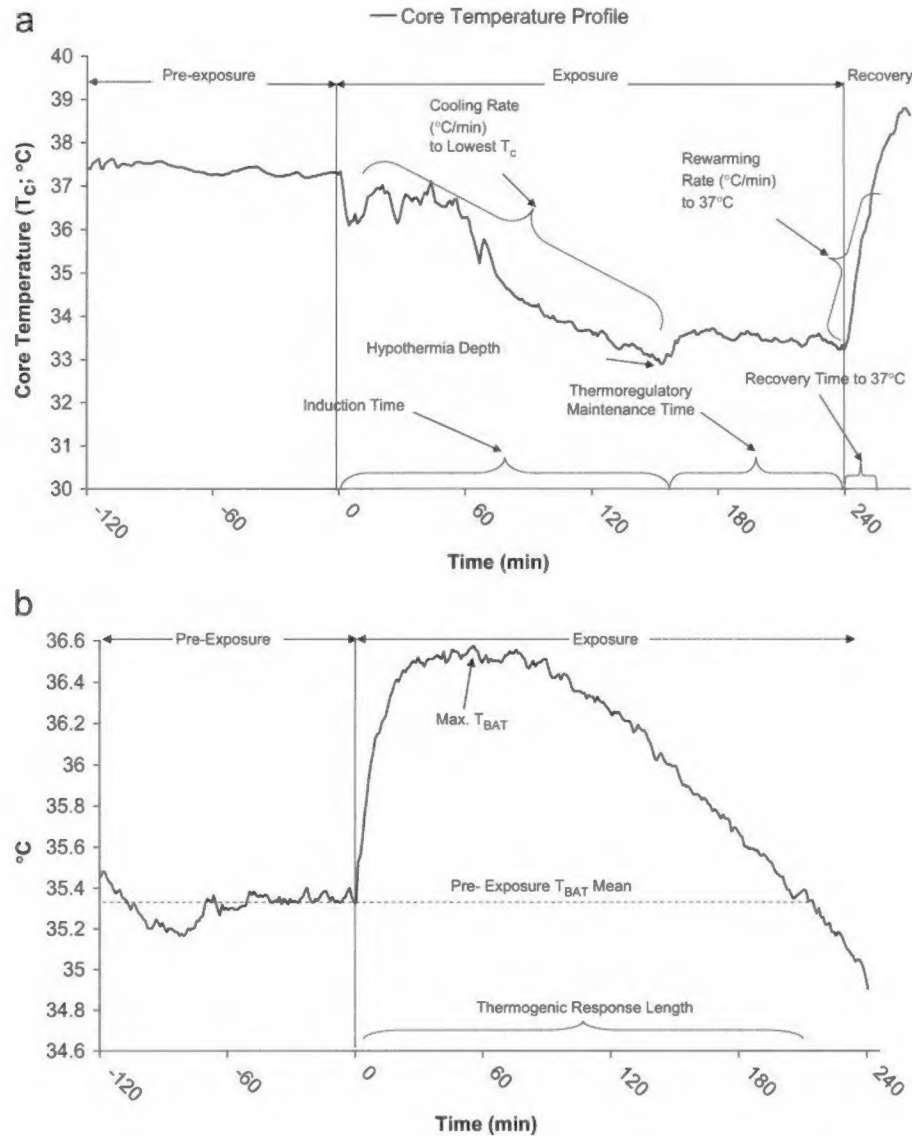 a
Core Temperature Profile
Pre-exposure
Exposure
Recovery
Cooling Rate
(°C/min)
to Lowest Tc
Rewarming
Rate (°C/min)
to 37°C
Hypothermia Depth
Thermoregulatory
Maintenance Time
Recovery Time to 37°C
Induction Time
Core Temperature (Tc; °C)
40
39
38
37
36
35
34
33
32
31
30
-120
-60
0
60
120
180
240
Time (min)
b
Pre-Exposure
Exposure
Max. TBAT
Pre- Exposure TBAT Mean
Thermogenic Response Length
°C
36.6
36.4
36.2
36
35.8
35.6
35.4
35.2
35
34.8
34.6
-120
-60
0
60
120
180
240
Time (min)